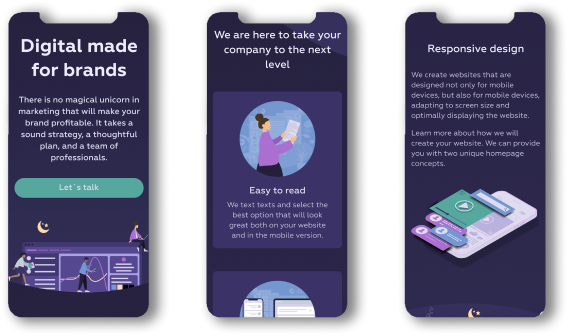 Digital made
for brands
There is no magical unicorn in
marketing that will make your
brand profitable. It takes a
sound strategy, a thoughtful
plan, and a team of
professionals.
Let`s talk
We are here to take your
company to the next
level
Easy to read
We text texts and select the
best option that will look
great both on your website
and in the mobile version.
Responsive design
We create websites that are
designed not only for mobile
devices, but also for mobile devices,
adapting to screen size and
optimally displaying the website.
Learn more about how we will
create your website. We can provide
you with two unique homepage
concepts.